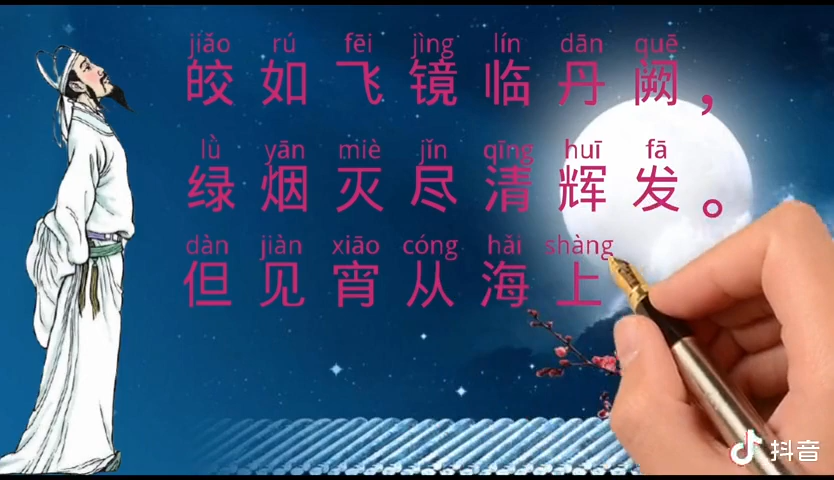 jiǎo rú fēi jìng lín dān quē
皎如飞镜临丹阙，
lǜ yān miè jǐn qīng huī fā
绿烟灭尽清辉发。
dàn jiàn xiāo cóng hǎi shàng
但见宵从海上
抖音